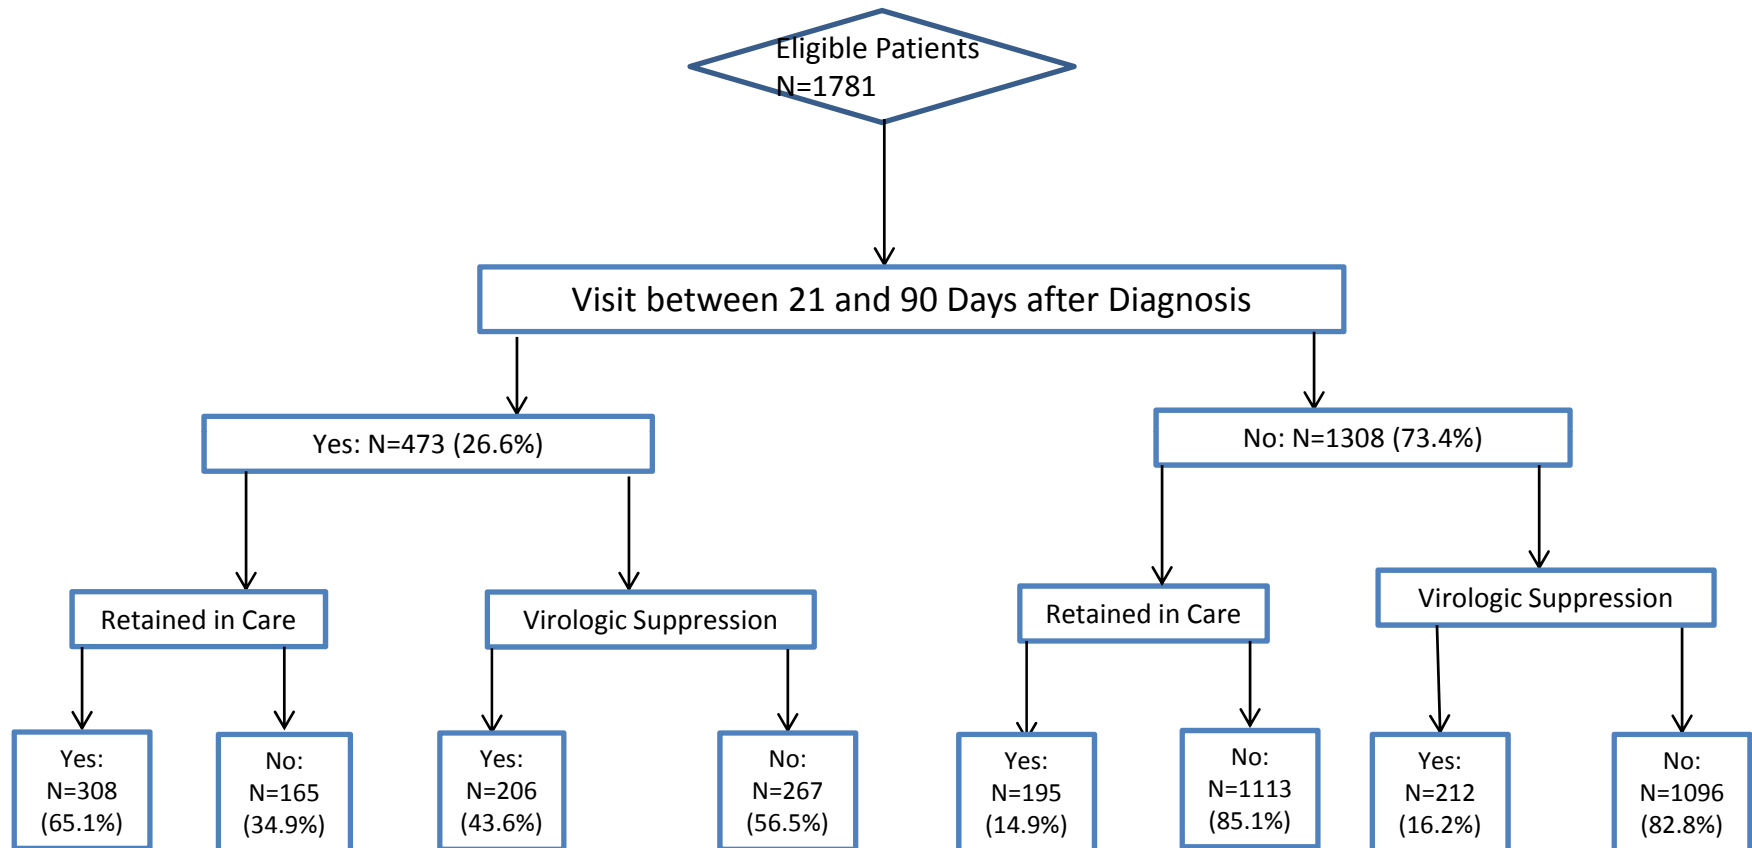 Eligible Patients
N=1781
Visit between 21 and 90 Days after Diagnosis
Yes: N=473 (26.6%)
No: N=1308 (73.4%)
Retained in Care
Virologic Suppression
Retained in Care
Virologic Suppression
Yes:
N=308
(65.1%)
No:
N=165
(34.9%)
Yes:
N=206
(43.6%)
No:
N=267
(56.5%)
Yes:
N=195
(14.9%)
No:
N=1113
(85.1%)
Yes:
N=212
(16.2%)
No:
N=1096
(82.8%)